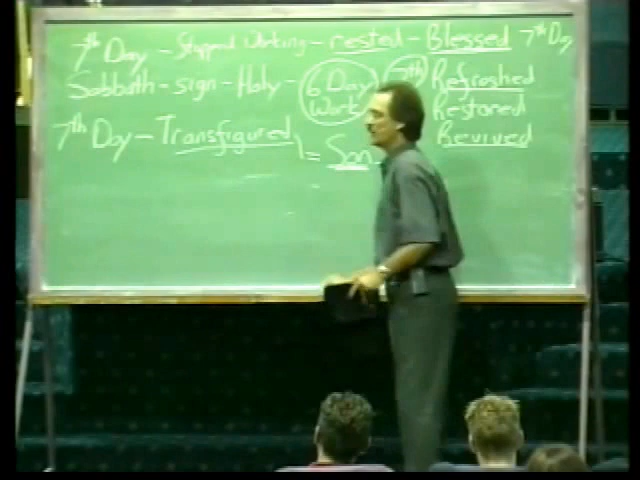 7th Day - Stopped Working - rested - Blessed 7th Day
Sabbath - sign - Holy - 6 Day Work 7th Refreshed
Restored
7th Day - Transfigured Revived
1 = Son